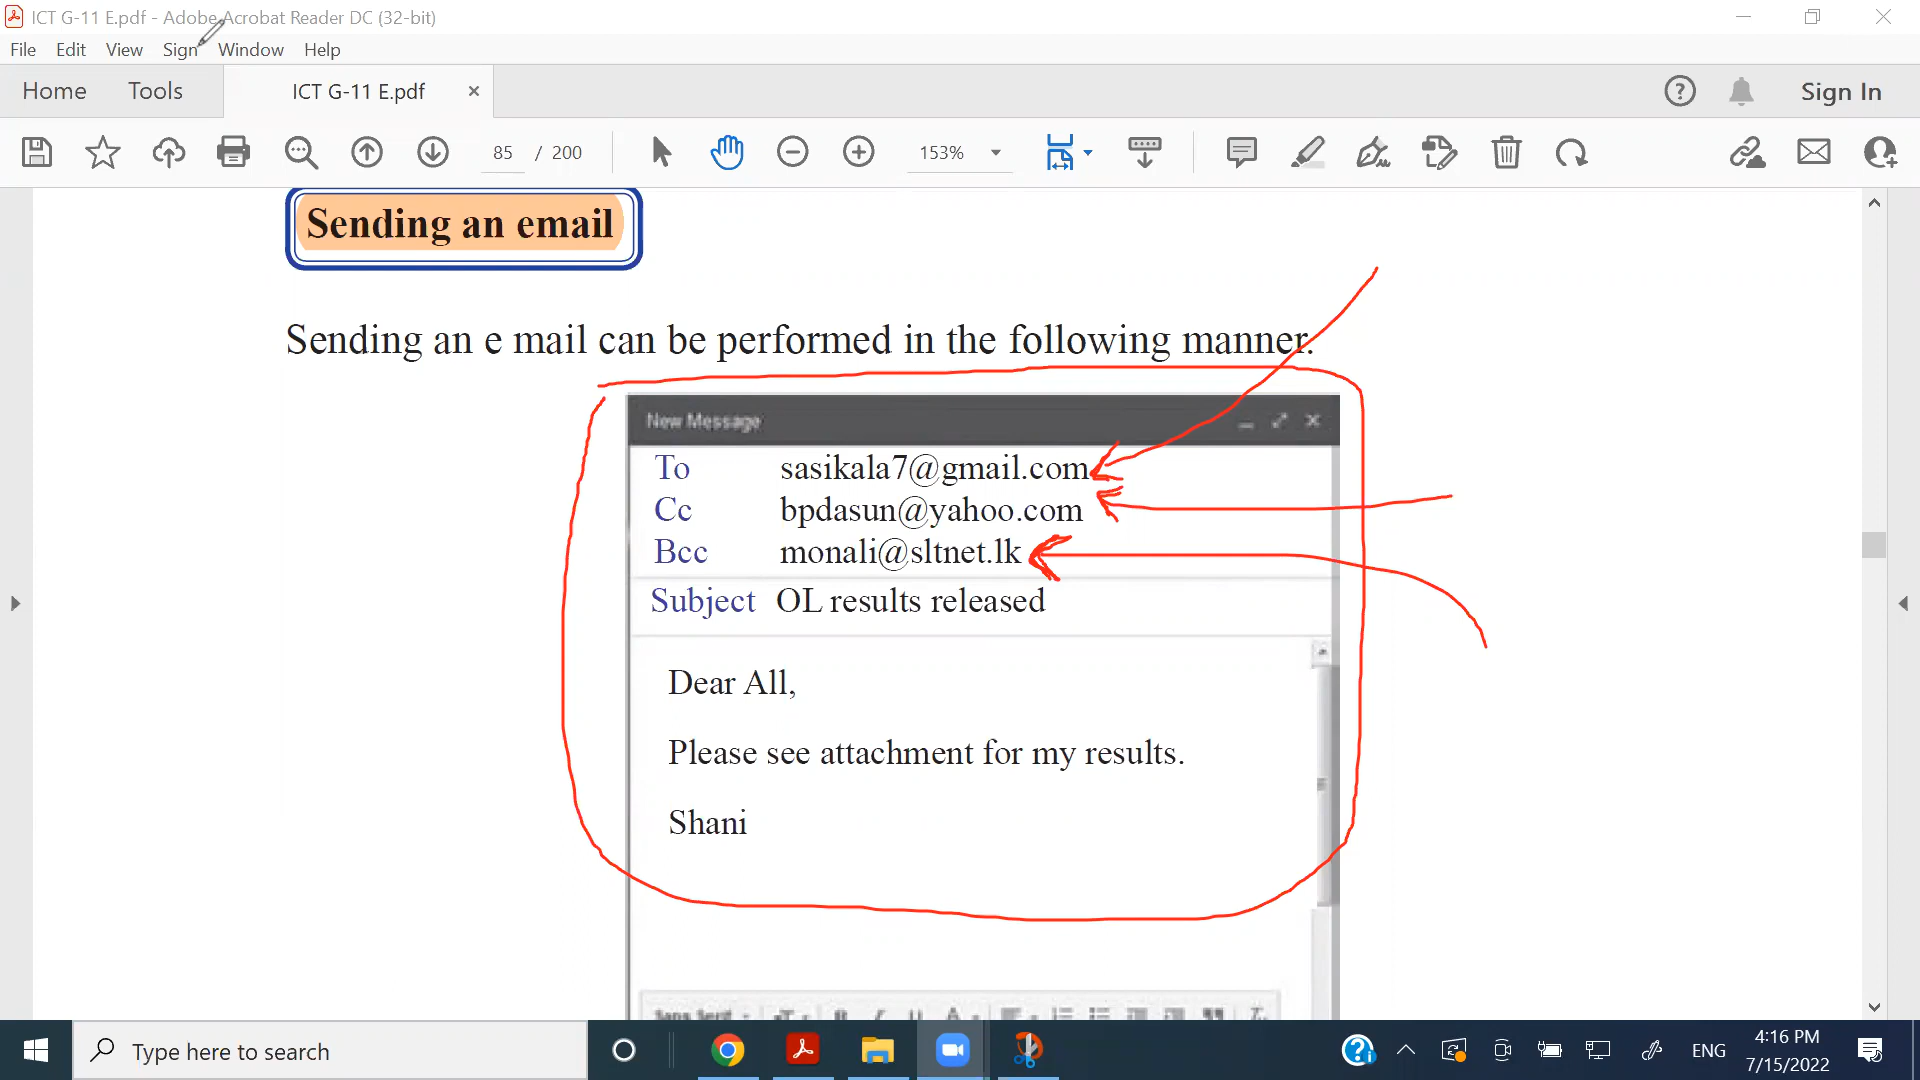 ICT G-11 E.pdf - Adobe Acrobat Reader DC (32-bit)
File Edit View Sign Window Help
Home Tools ICT G-11 E.pdf Sign In
85 / 200 153%
Sending an email
Sending an e mail can be performed in the following manner.
New Message
To sasikala7@gmail.com
Cc bpdasun@yahoo.com
Bcc monali@sltnet.lk
Subject OL results released
Dear All,
Please see attachment for my results.
Shani
Sans Serif
Type here to search
ENG
4:16 PM
7/15/2022